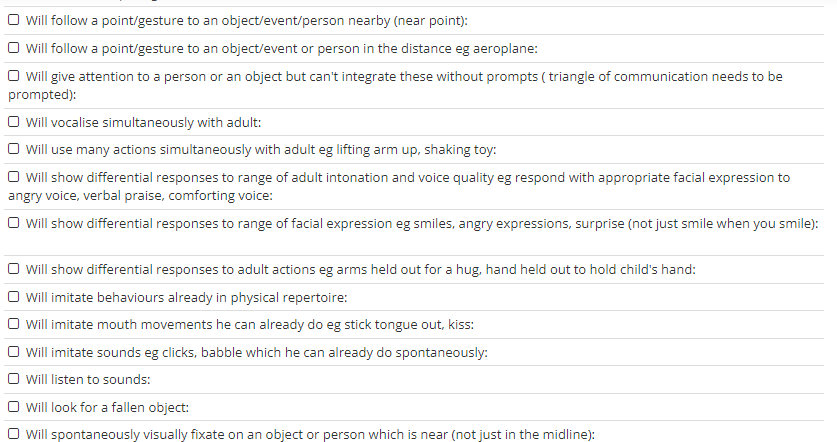 Will follow a point/gesture to an object/event/person nearby (near point):
Will follow a point/gesture to an object/event or person in the distance eg aeroplane:
Will give attention to a person or an object but can't integrate these without prompts ( triangle of communication needs to be
prompted):
Will vocalise simultaneously with adult:
Will use many actions simultaneously with adult eg lifting arm up, shaking toy:
Will show differential responses to range of adult intonation and voice quality eg respond with appropriate facial expression to
angry voice, verbal praise, comforting voice:
Will show differential responses to range of facial expression eg smiles, angry expressions, surprise (not just smile when you smile):
Will show differential responses to adult actions eg arms held out for a hug, hand held out to hold child's hand:
Will imitate behaviours already in physical repertoire:
Will imitate mouth movements he can already do eg stick tongue out, kiss:
Will imitate sounds eg clicks, babble which he can already do spontaneously:
Will listen to sounds:
Will look for a fallen object:
Will spontaneously visually fixate on an object or person which is near (not just in the midline):